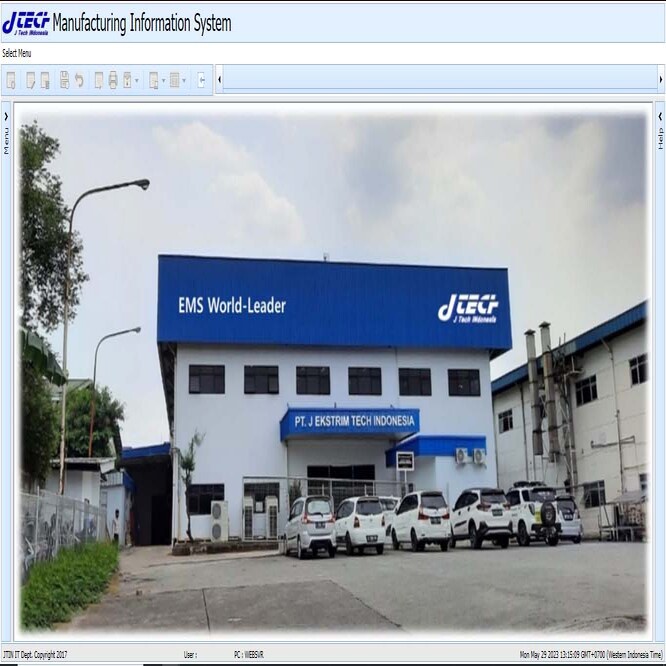 JTECH
J Tech Indonesia
Manufacturing Information System
Select Menu
Menu
Help
EMS World-Leader
JTECH
J Tech Indonesia
PT. J EKSTRIM TECH INDONESIA
JTIN IT Dept. Copyright 2017
User :
PC : WEBSVR
Mon May 29 2023 13:15:09 GMT+0700 (Western Indonesia Time)